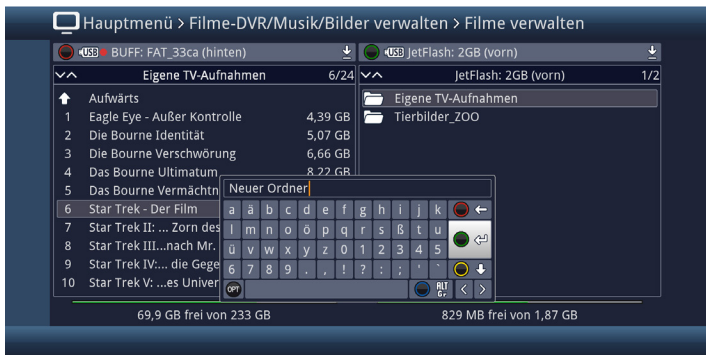 Hauptmenü > Filme-DVR/Musik/Bilder verwalten > Filme verwalten
USB BUFF: FAT_33ca (hinten)
Eigene TV-Aufnahmen 6/24
Aufwärts
1 Eagle Eye - Außer Kontrolle 4,39 GB
2 Die Bourne Identität 5,07 GB
3 Die Bourne Verschwörung 6,66 GB
4 Das Bourne Ultimatum 8,22 GB
5 Das Bourne Vermächtn
6 Star Trek - Der Film
7 Star Trek II: ... Zorn des
8 Star Trek III...nach Mr.
9 Star Trek IV:... die Gege
10 Star Trek V: ...es Univer
69,9 GB frei von 233 GB
USB JetFlash: 2GB (vorn)
JetFlash: 2GB (vorn) 1/2
Eigene TV-Aufnahmen
Tierbilder_ZOO
829 MB frei von 1,87 GB
Neuer Ordner
a ä b c d e f g h i j k
l m n o ö p q r s ß t u
ü v w x y z 0 1 2 3 4 5
6 7 8 9 . , ! ? : ; ' `
OPT ALT Gr < >